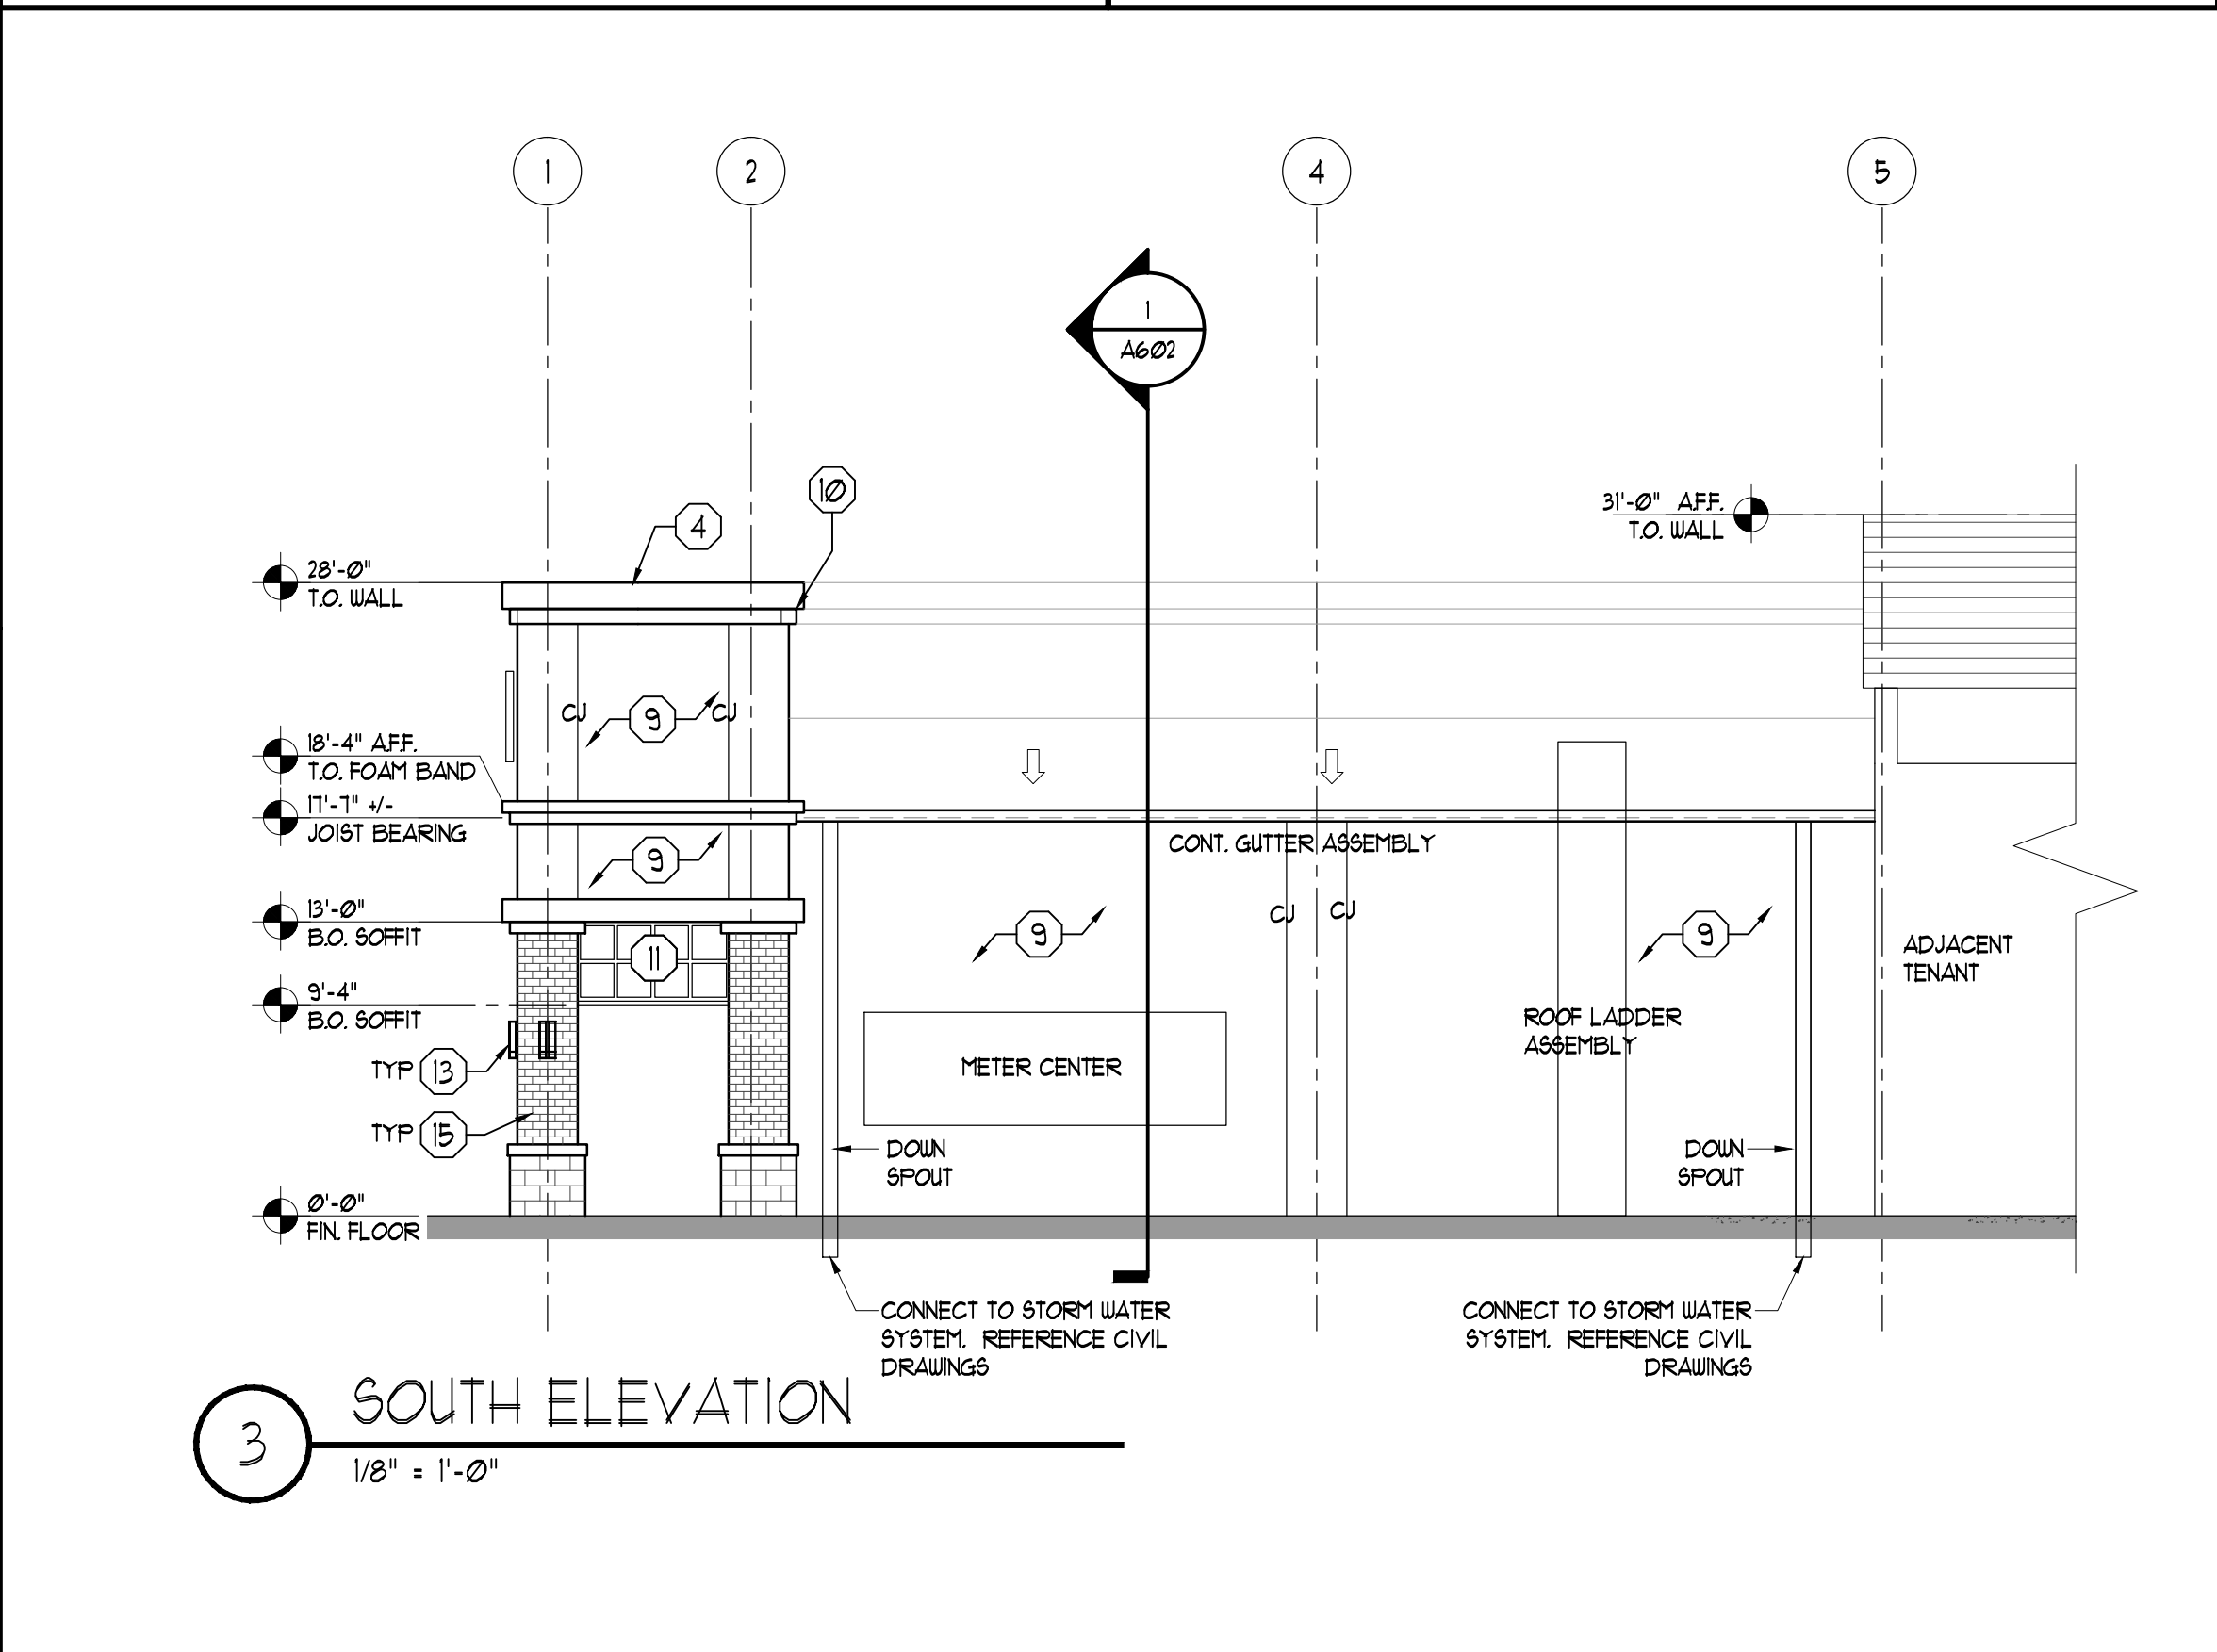 1
2
4
5
1
A602
10
4
31'-0" A.F.F.
T.O. WALL
28'-0"
T.O. WALL
CJ
9
CJ
18'-4" A.F.F.
T.O. FOAM BAND
17'-7" +/-
JOIST BEARING
CONT. GUTTER ASSEMBLY
9
13'-0"
B.O. SOFFIT
CJ
CJ
9
9
11
ADJACENT
TENANT
9'-4"
B.O. SOFFIT
ROOF LADDER
ASSEMBLY
METER CENTER
TYP 13
TYP 15
DOWN
SPOUT
DOWN
SPOUT
0'-0"
FIN. FLOOR
CONNECT TO STORM WATER
SYSTEM. REFERENCE CIVIL
DRAWINGS
CONNECT TO STORM WATER
SYSTEM. REFERENCE CIVIL
DRAWINGS
3
SOUTH ELEVATION
1/8" = 1'-0"